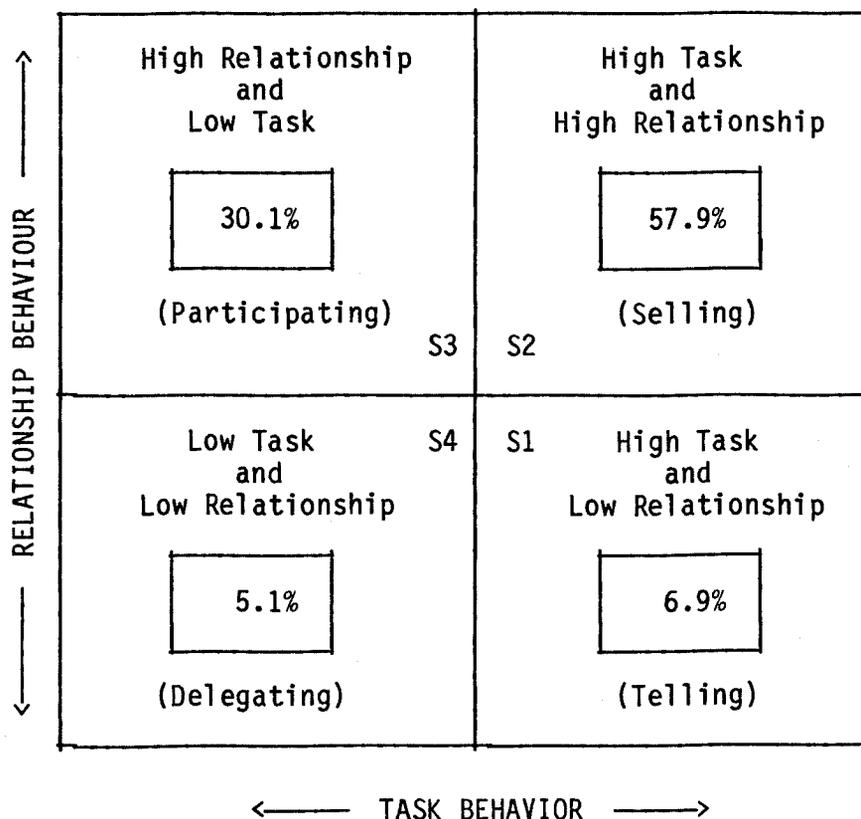 RELATIONSHIP BEHAVIOUR
High Relationship
and
Low Task
30.1%
(Participating)
S3
High Task
and
High Relationship
57.9%
(Selling)
S2
Low Task
and
Low Relationship
S4
5.1%
(Delegating)
S1
High Task
and
Low Relationship
6.9%
(Telling)
TASK BEHAVIOR